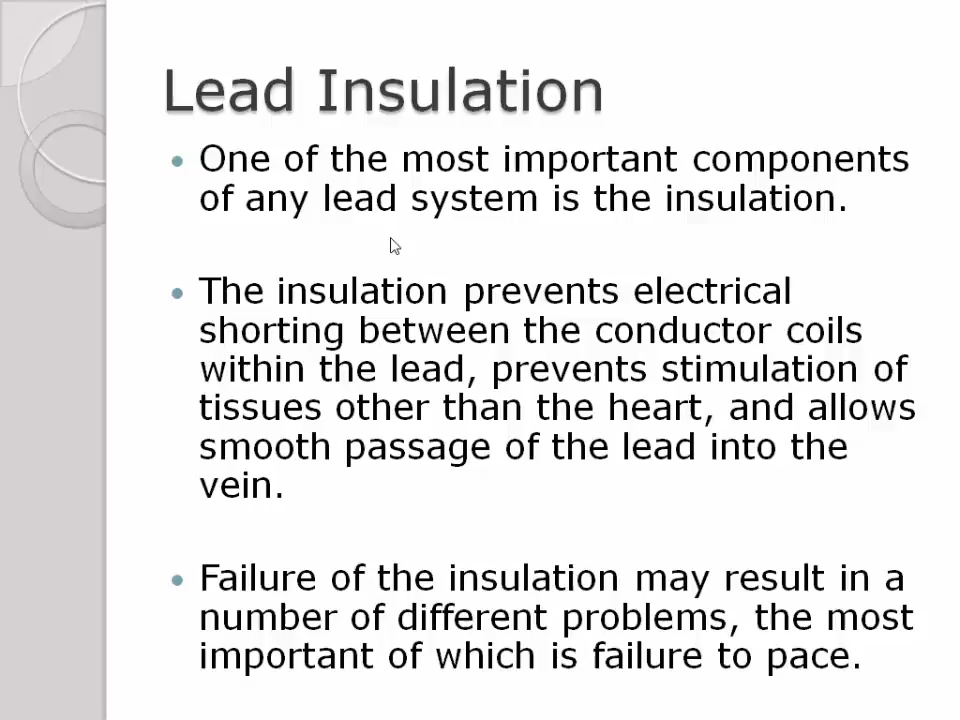 Lead Insulation
• One of the most important components
of any lead system is the insulation.
• The insulation prevents electrical
shorting between the conductor coils
within the lead, prevents stimulation of
tissues other than the heart, and allows
smooth passage of the lead into the
vein.
• Failure of the insulation may result in a
number of different problems, the most
important of which is failure to pace.